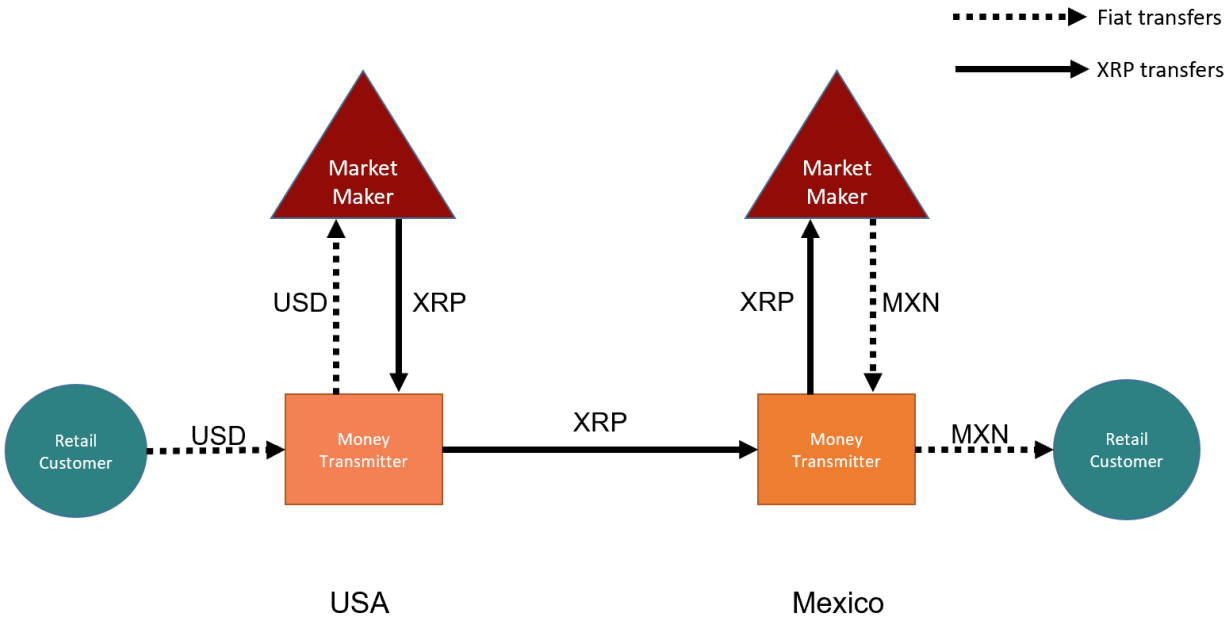 Fiat transfers
XRP transfers
Market
Maker
Market
Maker
USD
XRP
XRP
MXN
Retail
Customer
USD
Money
Transmitter
XRP
Money
Transmitter
MXN
Retail
Customer
USA
Mexico